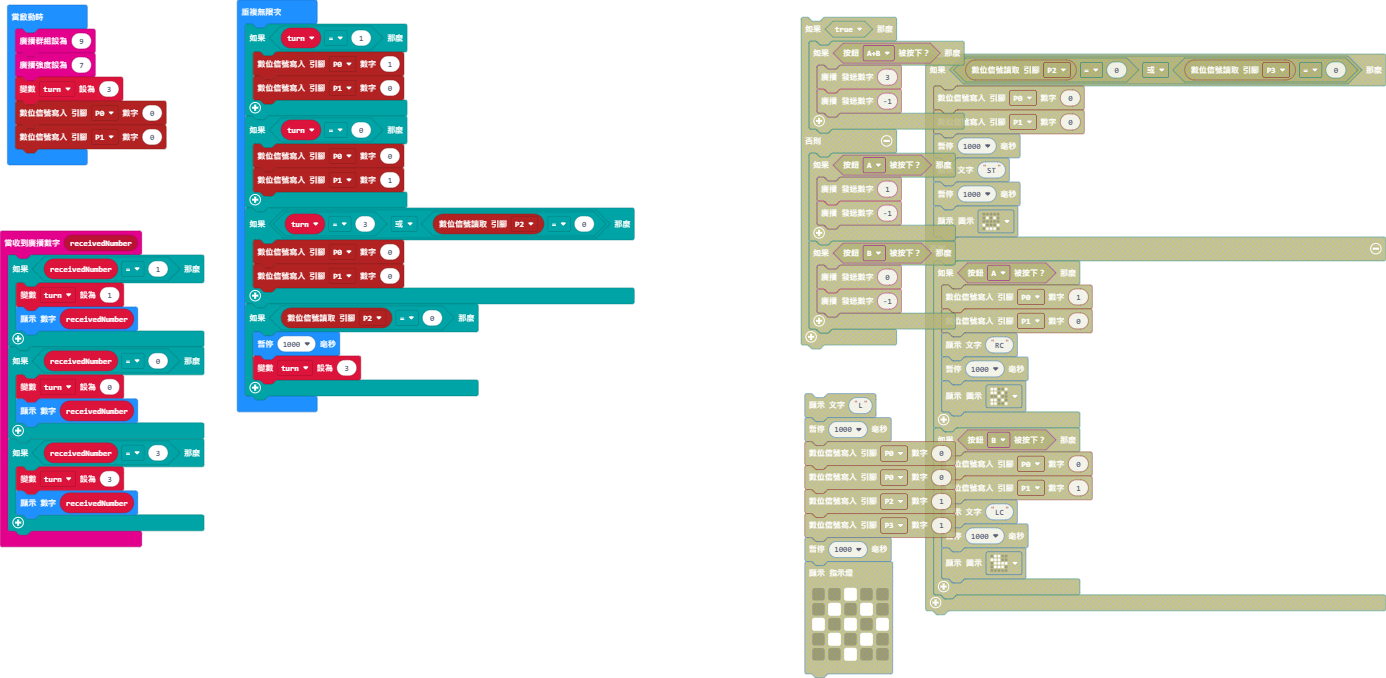 當啟動時
廣播群組設為 9
廣播強度設為 7
變數 turn 設為 3
數位信號寫入 引腳 P0 數字 0
數位信號寫入 引腳 P1 數字 0
當收到廣播數字 receivedNumber
如果 receivedNumber = 1 那麼
變數 turn 設為 1
顯示 數字 receivedNumber
如果 receivedNumber = 0 那麼
變數 turn 設為 0
顯示 數字 receivedNumber
如果 receivedNumber = 3 那麼
變數 turn 設為 3
顯示 數字 receivedNumber
重複無限次
如果 turn = 1 那麼
數位信號寫入 引腳 P0 數字 1
數位信號寫入 引腳 P1 數字 0
如果 turn = 0 那麼
數位信號寫入 引腳 P0 數字 0
數位信號寫入 引腳 P1 數字 1
如果 turn = 3 或 數位信號讀取 引腳 P2 = 0 那麼
數位信號寫入 引腳 P0 數字 0
數位信號寫入 引腳 P1 數字 0
如果 數位信號讀取 引腳 P2 = 0 那麼
暫停 1000 毫秒
變數 turn 設為 3
如果 true 那麼
如果 按鈕 A+B 被按下？ 那麼
廣播 發送數字 3
廣播 發送數字 -1
否則
如果 按鈕 A 被按下？ 那麼
廣播 發送數字 1
廣播 發送數字 -1
如果 按鈕 B 被按下？ 那麼
廣播 發送數字 0
廣播 發送數字 -1
顯示 文字 "L"
暫停 1000 毫秒
數位信號寫入 引腳 P0 數字 0
數位信號寫入 引腳 P0 數字 0
數位信號寫入 引腳 P2 數字 1
數位信號寫入 引腳 P3 數字 1
暫停 1000 毫秒
顯示 指示燈
如果 數位信號讀取 引腳 P2 = 0 或 數位信號讀取 引腳 P3 = 0 那麼
數位信號寫入 引腳 P0 數字 0
數位信號寫入 引腳 P1 數字 0
暫停 1000 毫秒
文字 "ST"
暫停 1000 毫秒
顯示 圖示
如果 按鈕 A 被按下？ 那麼
數位信號寫入 引腳 P0 數字 1
位信號寫入 引腳 P1 數字 0
顯示 文字 "RC"
暫停 1000 毫秒
顯示 圖示
如果 按鈕 B 被按下？ 那麼
位信號寫入 引腳 P0 數字 0
位信號寫入 引腳 P1 數字 1
文字 "LC"
1000 毫秒
顯示 圖示